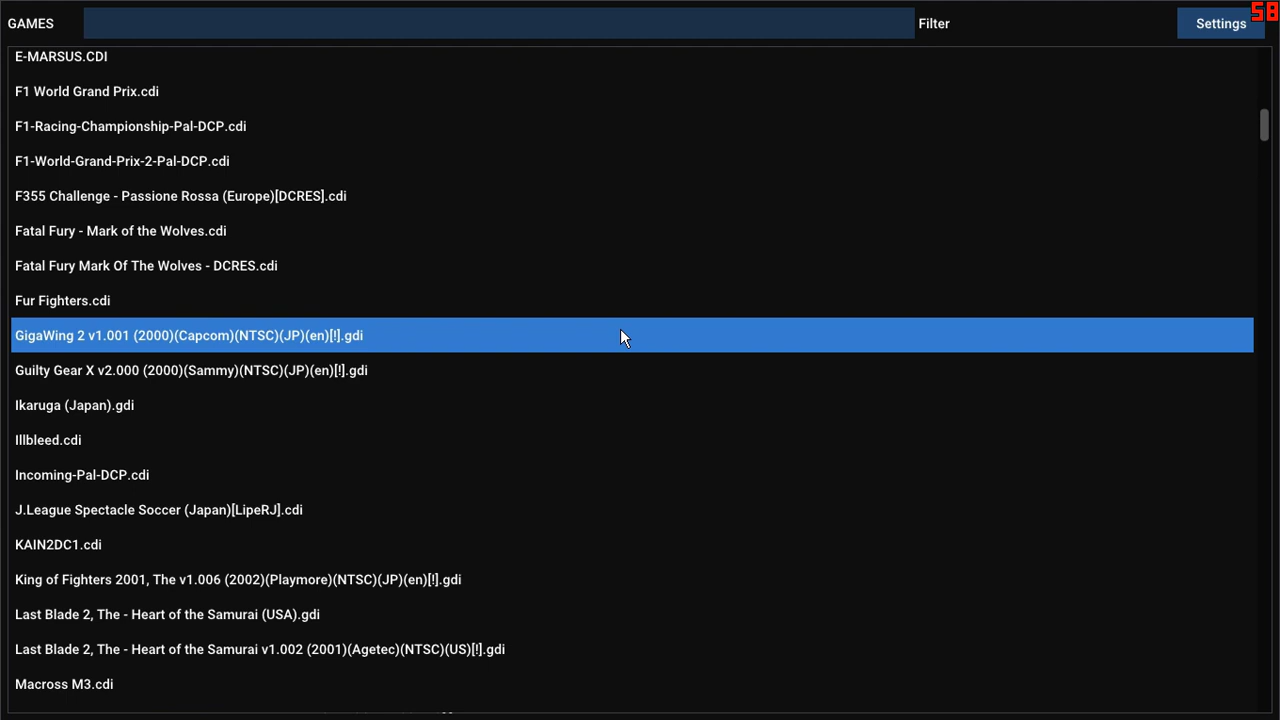 GAMES
Filter
Settings
58
E-MARSUS.CDI
F1 World Grand Prix.cdi
F1-Racing-Championship-Pal-DCP.cdi
F1-World-Grand-Prix-2-Pal-DCP.cdi
F355 Challenge - Passione Rossa (Europe)[DCRES].cdi
Fatal Fury - Mark of the Wolves.cdi
Fatal Fury Mark Of The Wolves - DCRES.cdi
Fur Fighters.cdi
GigaWing 2 v1.001 (2000)(Capcom)(NTSC)(JP)(en)[!].gdi
Guilty Gear X v2.000 (2000)(Sammy)(NTSC)(JP)(en)[!].gdi
Ikaruga (Japan).gdi
Illbleed.cdi
Incoming-Pal-DCP.cdi
J.League Spectacle Soccer (Japan)[LipeRJ].cdi
KAIN2DC1.cdi
King of Fighters 2001, The v1.006 (2002)(Playmore)(NTSC)(JP)(en)[!].gdi
Last Blade 2, The - Heart of the Samurai (USA).gdi
Last Blade 2, The - Heart of the Samurai v1.002 (2001)(Agetec)(NTSC)(US)[!].gdi
Macross M3.cdi